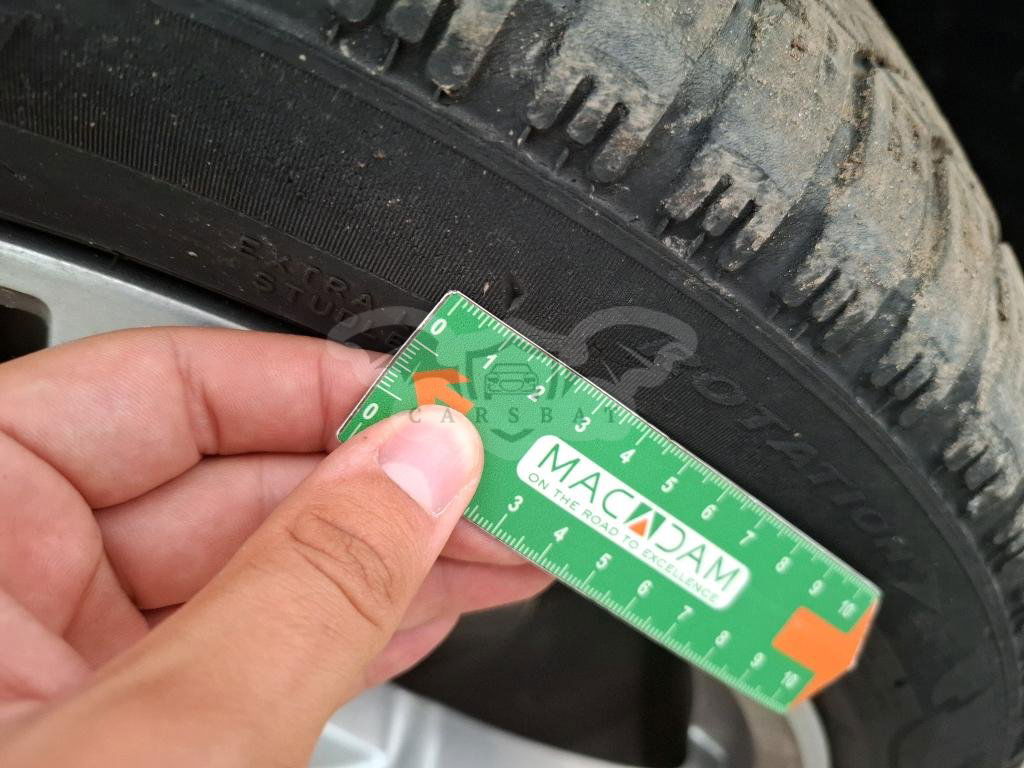 EXTRA
STUD
0 1 2 3 4 5 6 7 8 9 10
CARSBAT
MACADAM
ON THE ROAD TO EXCELLENCE
0 3 4 5 6 7 8 9 10
ROTATION